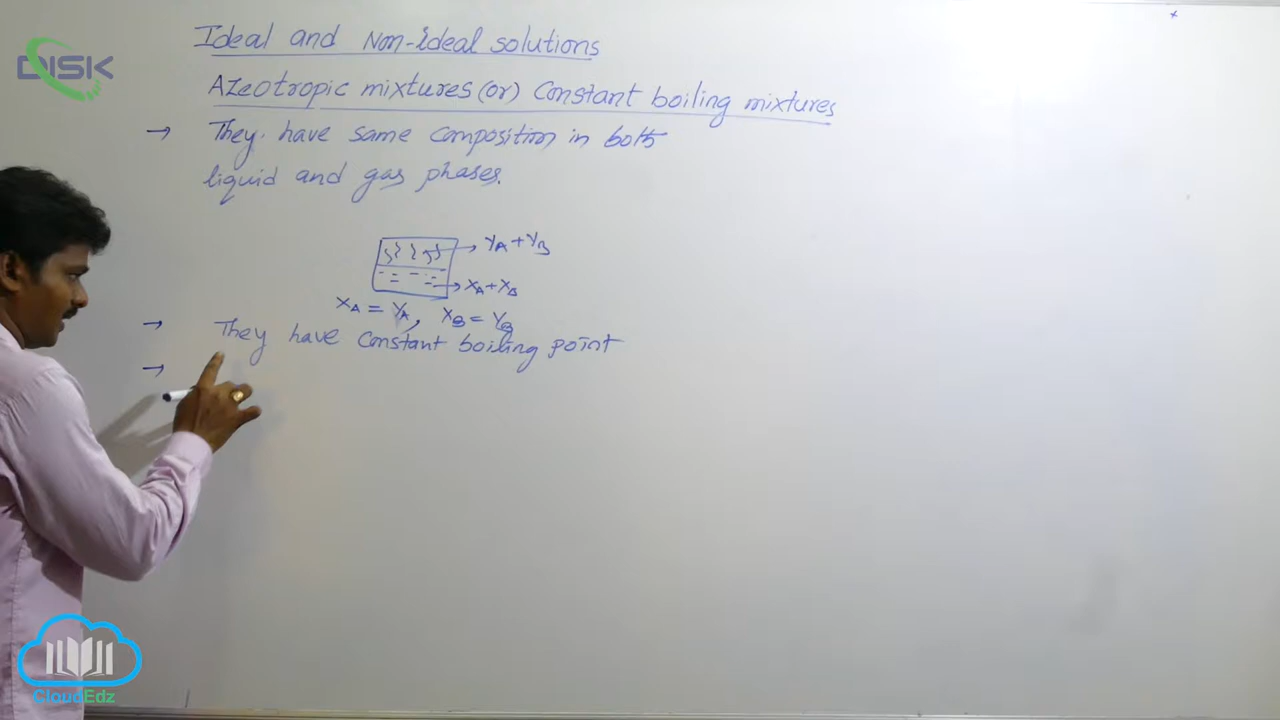 DISK
Ideal and Non-ideal solutions
Azeotropic mixtures (or) Constant boiling mixtures
→ They have same composition in both
liquid and gas phases.
→ YA + YB
→ XA + XB
XA = YA, XB = YB
→ They have constant boiling point
→
CloudEdz